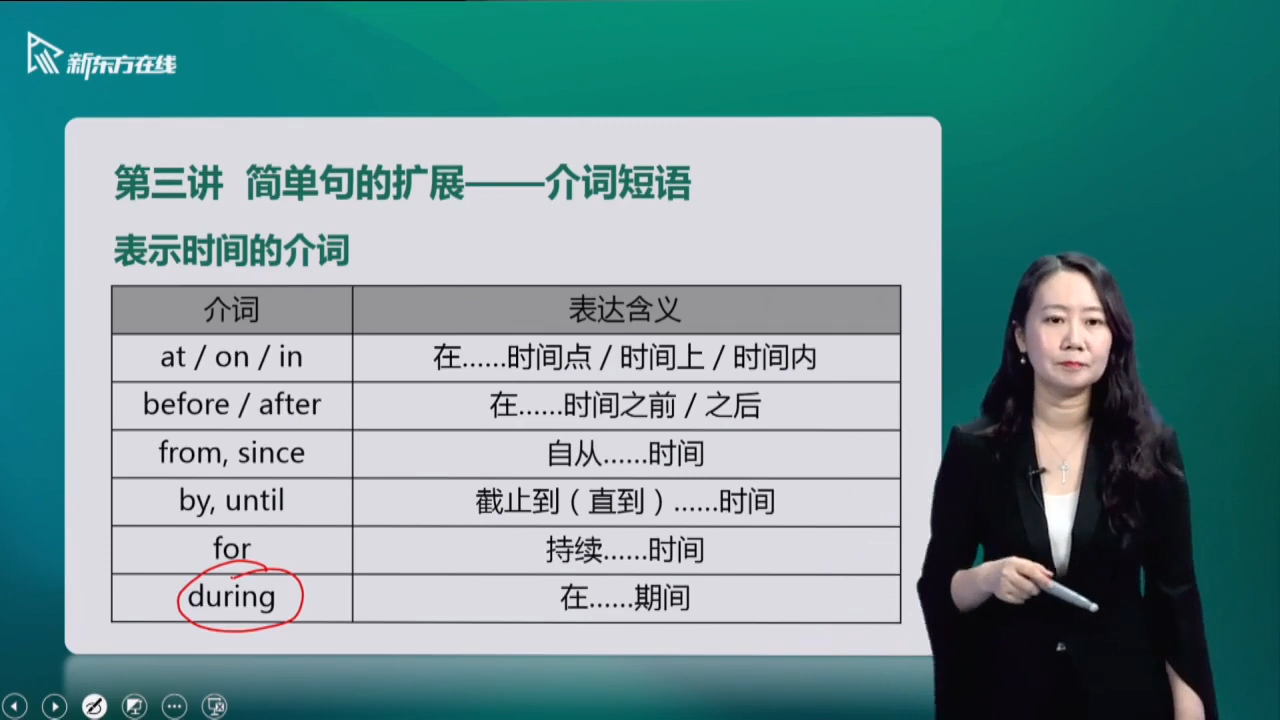 新东方在线
第三讲 简单句的扩展——介词短语
表示时间的介词
介词 表达含义
at / on / in 在……时间点 / 时间上 / 时间内
before / after 在……时间之前 / 之后
from, since 自从……时间
by, until 截止到（直到）……时间
for 持续……时间
during 在……期间